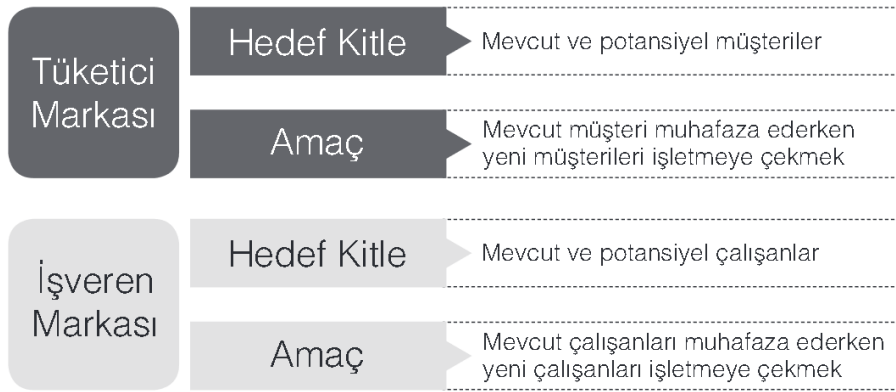 Tüketici
Markası
Hedef Kitle
Mevcut ve potansiyel müşteriler
Amaç
Mevcut müşteri muhafaza ederken
yeni müşterileri işletmeye çekmek
İşveren
Markası
Hedef Kitle
Mevcut ve potansiyel çalışanlar
Amaç
Mevcut çalışanları muhafaza ederken
yeni çalışanları işletmeye çekmek